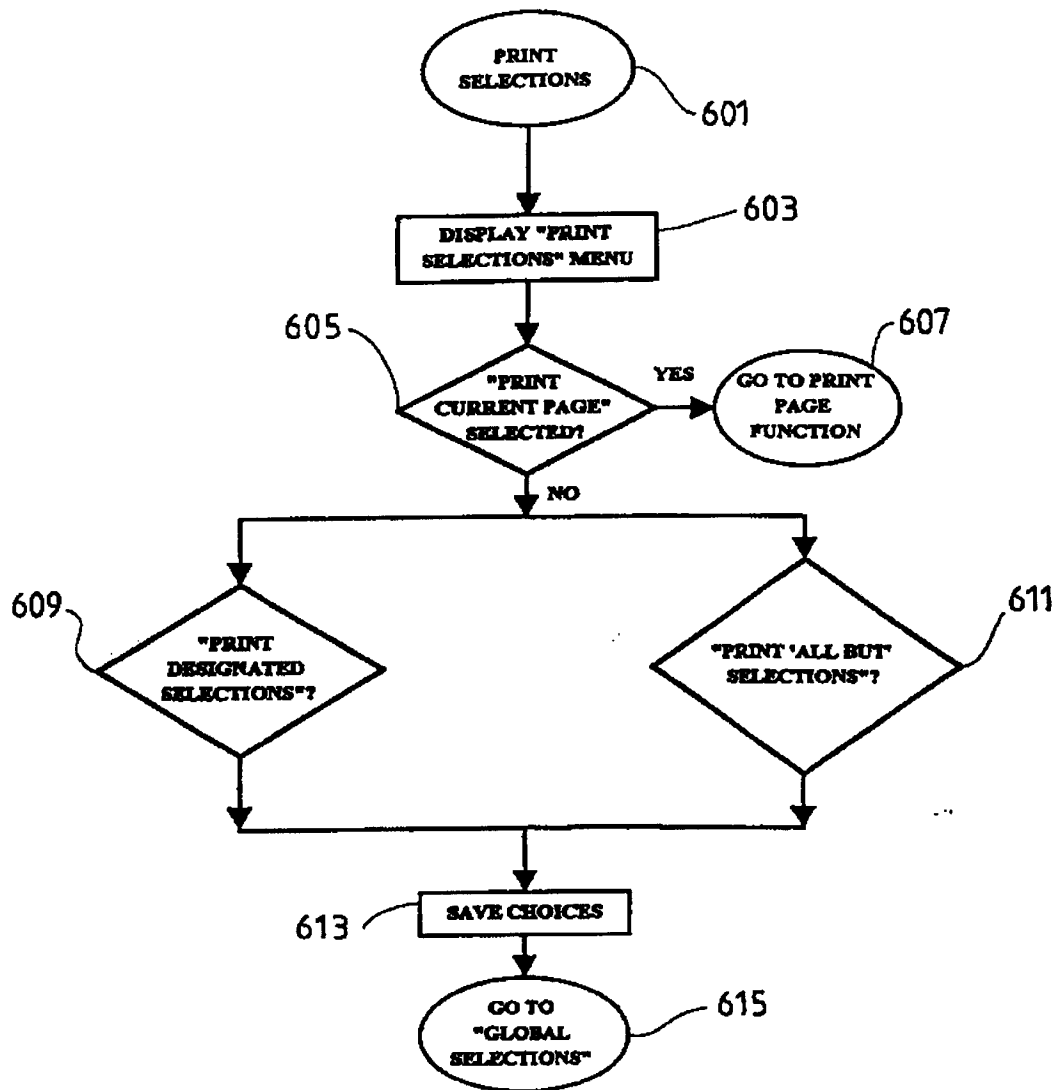 PRINT
SELECTIONS
601
DISPLAY "PRINT
SELECTIONS" MENU
603
605
"PRINT
CURRENT PAGE"
SELECTED?
YES
607
GO TO PRINT
PAGE
FUNCTION
NO
609
"PRINT
DESIGNATED
SELECTIONS"?
611
"PRINT 'ALL BUT'
SELECTIONS"?
613
SAVE CHOICES
GO TO
"GLOBAL
SELECTIONS"
615